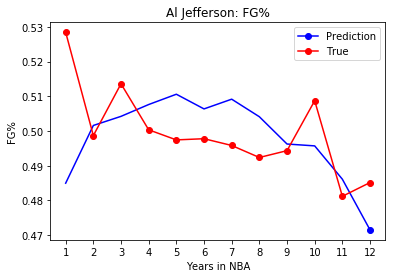 Al Jefferson: FG%
Prediction
True
FG%
0.53
0.52
0.51
0.50
0.49
0.48
0.47
1 2 3 4 5 6 7 8 9 10 11 12
Years in NBA